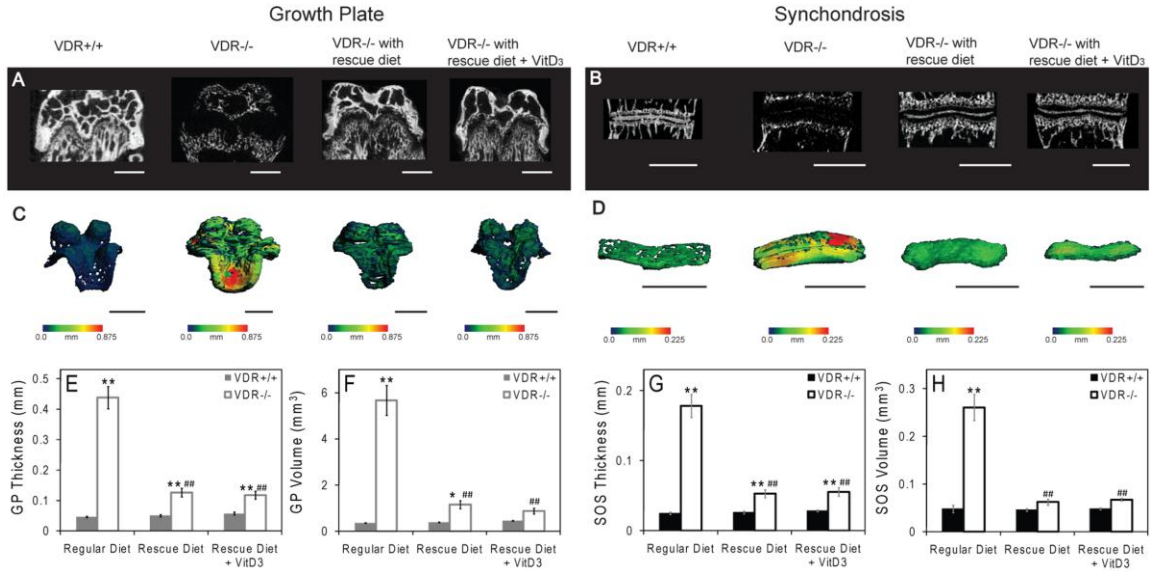 Growth Plate
Synchondrosis
VDR+/+
VDR-/-
VDR-/- with
rescue diet
VDR-/- with
rescue diet + VitD3
VDR+/+
VDR-/-
VDR-/- with
rescue diet
VDR-/- with
rescue diet + VitD3
A
B
C
D
0.0 mm 0.875
0.0 mm 0.875
0.0 mm 0.875
0.0 mm 0.875
0.0 mm 0.225
0.0 mm 0.225
0.0 mm 0.225
0.0 mm 0.225
E
GP Thickness (mm)
0.5
0.4
0.3
0.2
0.1
0
VDR+/+
VDR-/-
**
** ##
** ##
Regular Diet
Rescue Diet
Rescue Diet
+ VitD3
F
GP Volume (mm3)
6
4
2
0
VDR+/+
VDR-/-
**
* ##
##
Regular Diet
Rescue Diet
Rescue Diet
+ VitD3
G
SOS Thickness (mm)
0.2
0.1
0
VDR+/+
VDR-/-
**
** ##
** ##
Regular Diet
Rescue Diet
Rescue Diet
+ VitD3
H
SOS Volume (mm3)
0.3
0.2
0.1
0
VDR+/+
VDR-/-
**
##
##
Regular Diet
Rescue Diet
Rescue Diet
+ VitD3